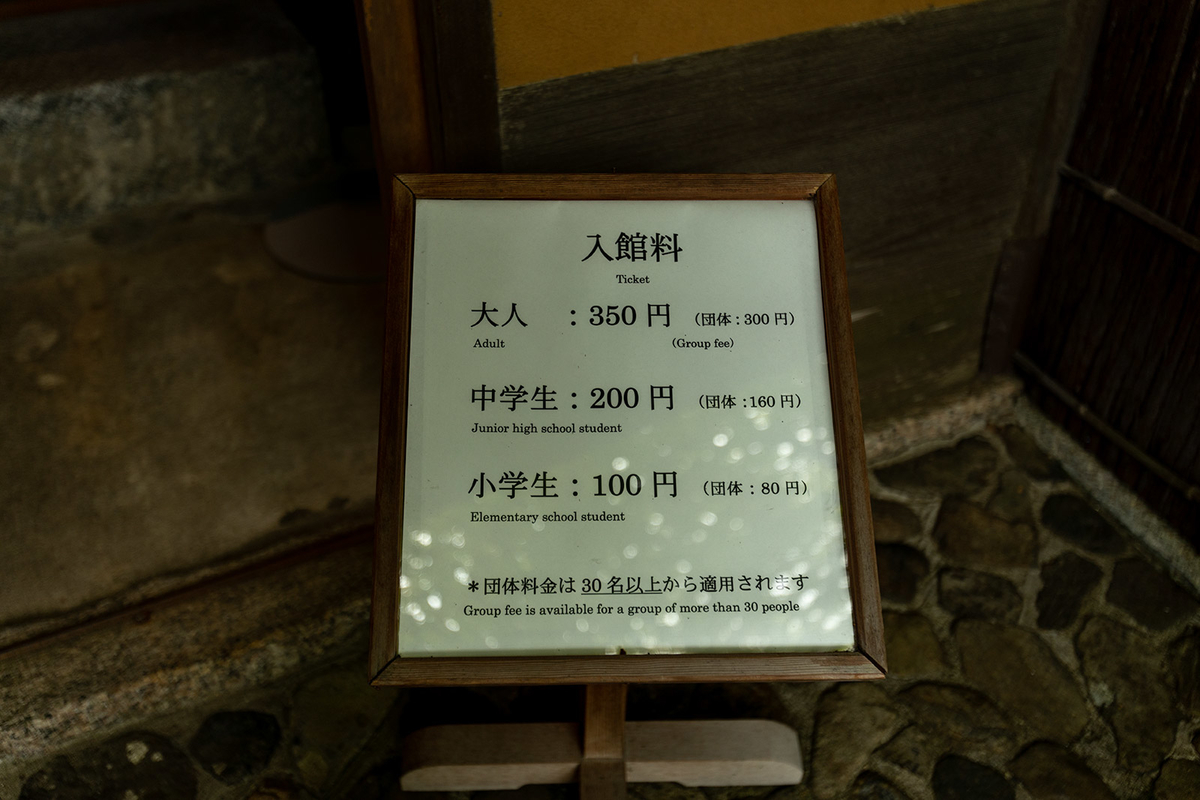 入館料
Ticket
大人 : 350 円 (団体 : 300 円)
Adult (Group fee)
中学生 : 200 円 (団体 : 160 円)
Junior high school student
小学生 : 100 円 (団体 : 80 円)
Elementary school student
*団体料金は 30 名以上から適用されます
Group fee is available for a group of more than 30 people